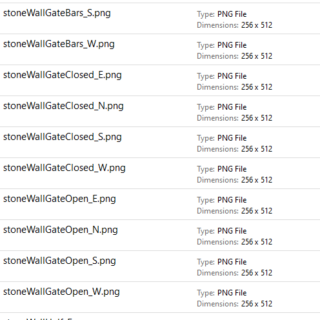 stoneWallGateBars_S.png Type: PNG File
Dimensions: 256 x 512
stoneWallGateBars_W.png Type: PNG File
Dimensions: 256 x 512
stoneWallGateClosed_E.png Type: PNG File
Dimensions: 256 x 512
stoneWallGateClosed_N.png Type: PNG File
Dimensions: 256 x 512
stoneWallGateClosed_S.png Type: PNG File
Dimensions: 256 x 512
stoneWallGateClosed_W.png Type: PNG File
Dimensions: 256 x 512
stoneWallGateOpen_E.png Type: PNG File
Dimensions: 256 x 512
stoneWallGateOpen_N.png Type: PNG File
Dimensions: 256 x 512
stoneWallGateOpen_S.png Type: PNG File
Dimensions: 256 x 512
stoneWallGateOpen_W.png Type: PNG File
Dimensions: 256 x 512